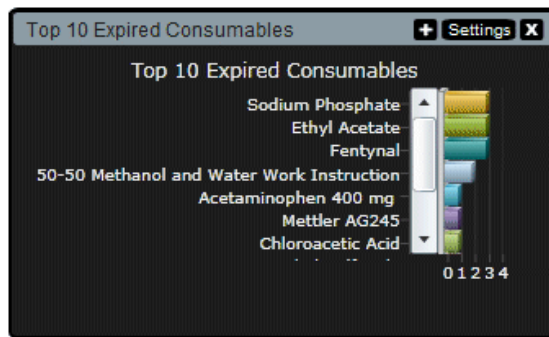 Top 10 Expired Consumables + Settings X
Top 10 Expired Consumables
Sodium Phosphate
Ethyl Acetate
Fentynal
50-50 Methanol and Water Work Instruction
Acetaminophen 400 mg
Mettler AG245
Chloroacetic Acid
0 1 2 3 4